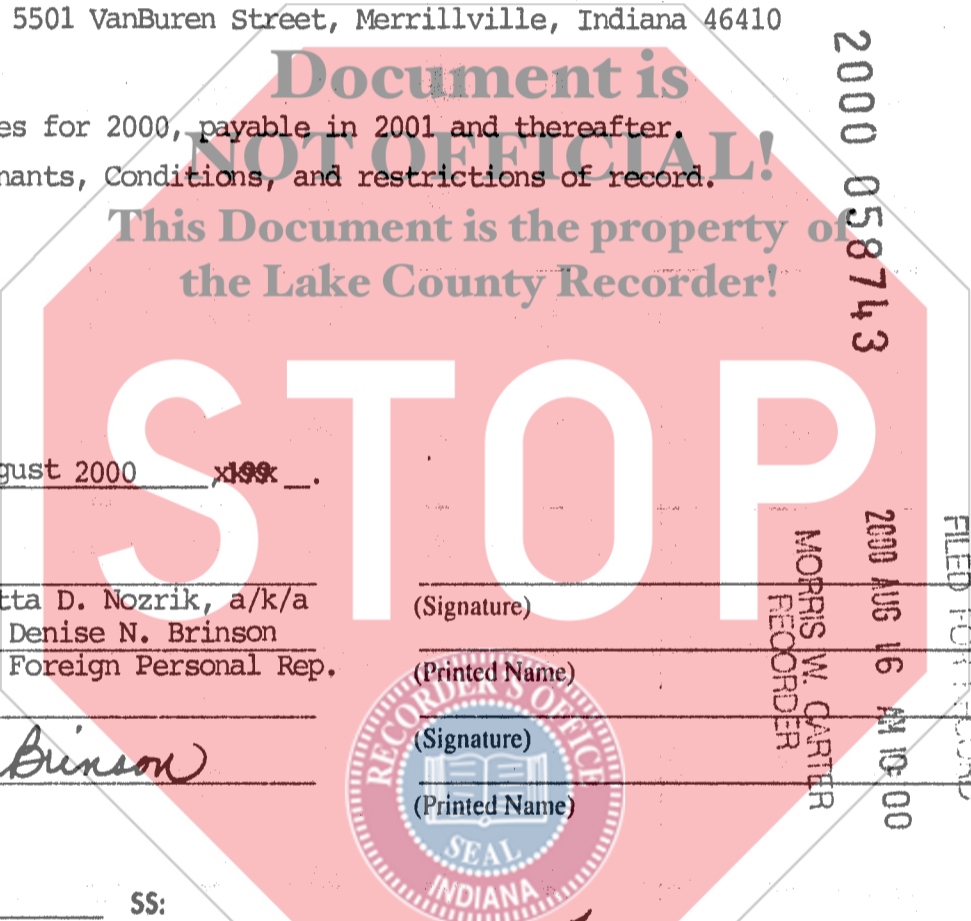 5501 VanBuren Street, Merrillville, Indiana 46410
Document is
es for 2000, payable in 2001 and thereafter.
NOT OFFICIAL!
nants, Conditions, and restrictions of record.
This Document is the property of
the Lake County Recorder!
2000 058743
STOP
gust 2000
tta D. Nozrik, a/k/a
Denise N. Brinson
Foreign Personal Rep.
Brinson
(Signature)
(Printed Name)
(Signature)
(Printed Name)
MORRIS W. CARTER
RECORDER
2000 AUG 16 AM 10:00
FILED FOR RECORD
RECORDER'S OFFICE
SEAL
INDIANA
SS: